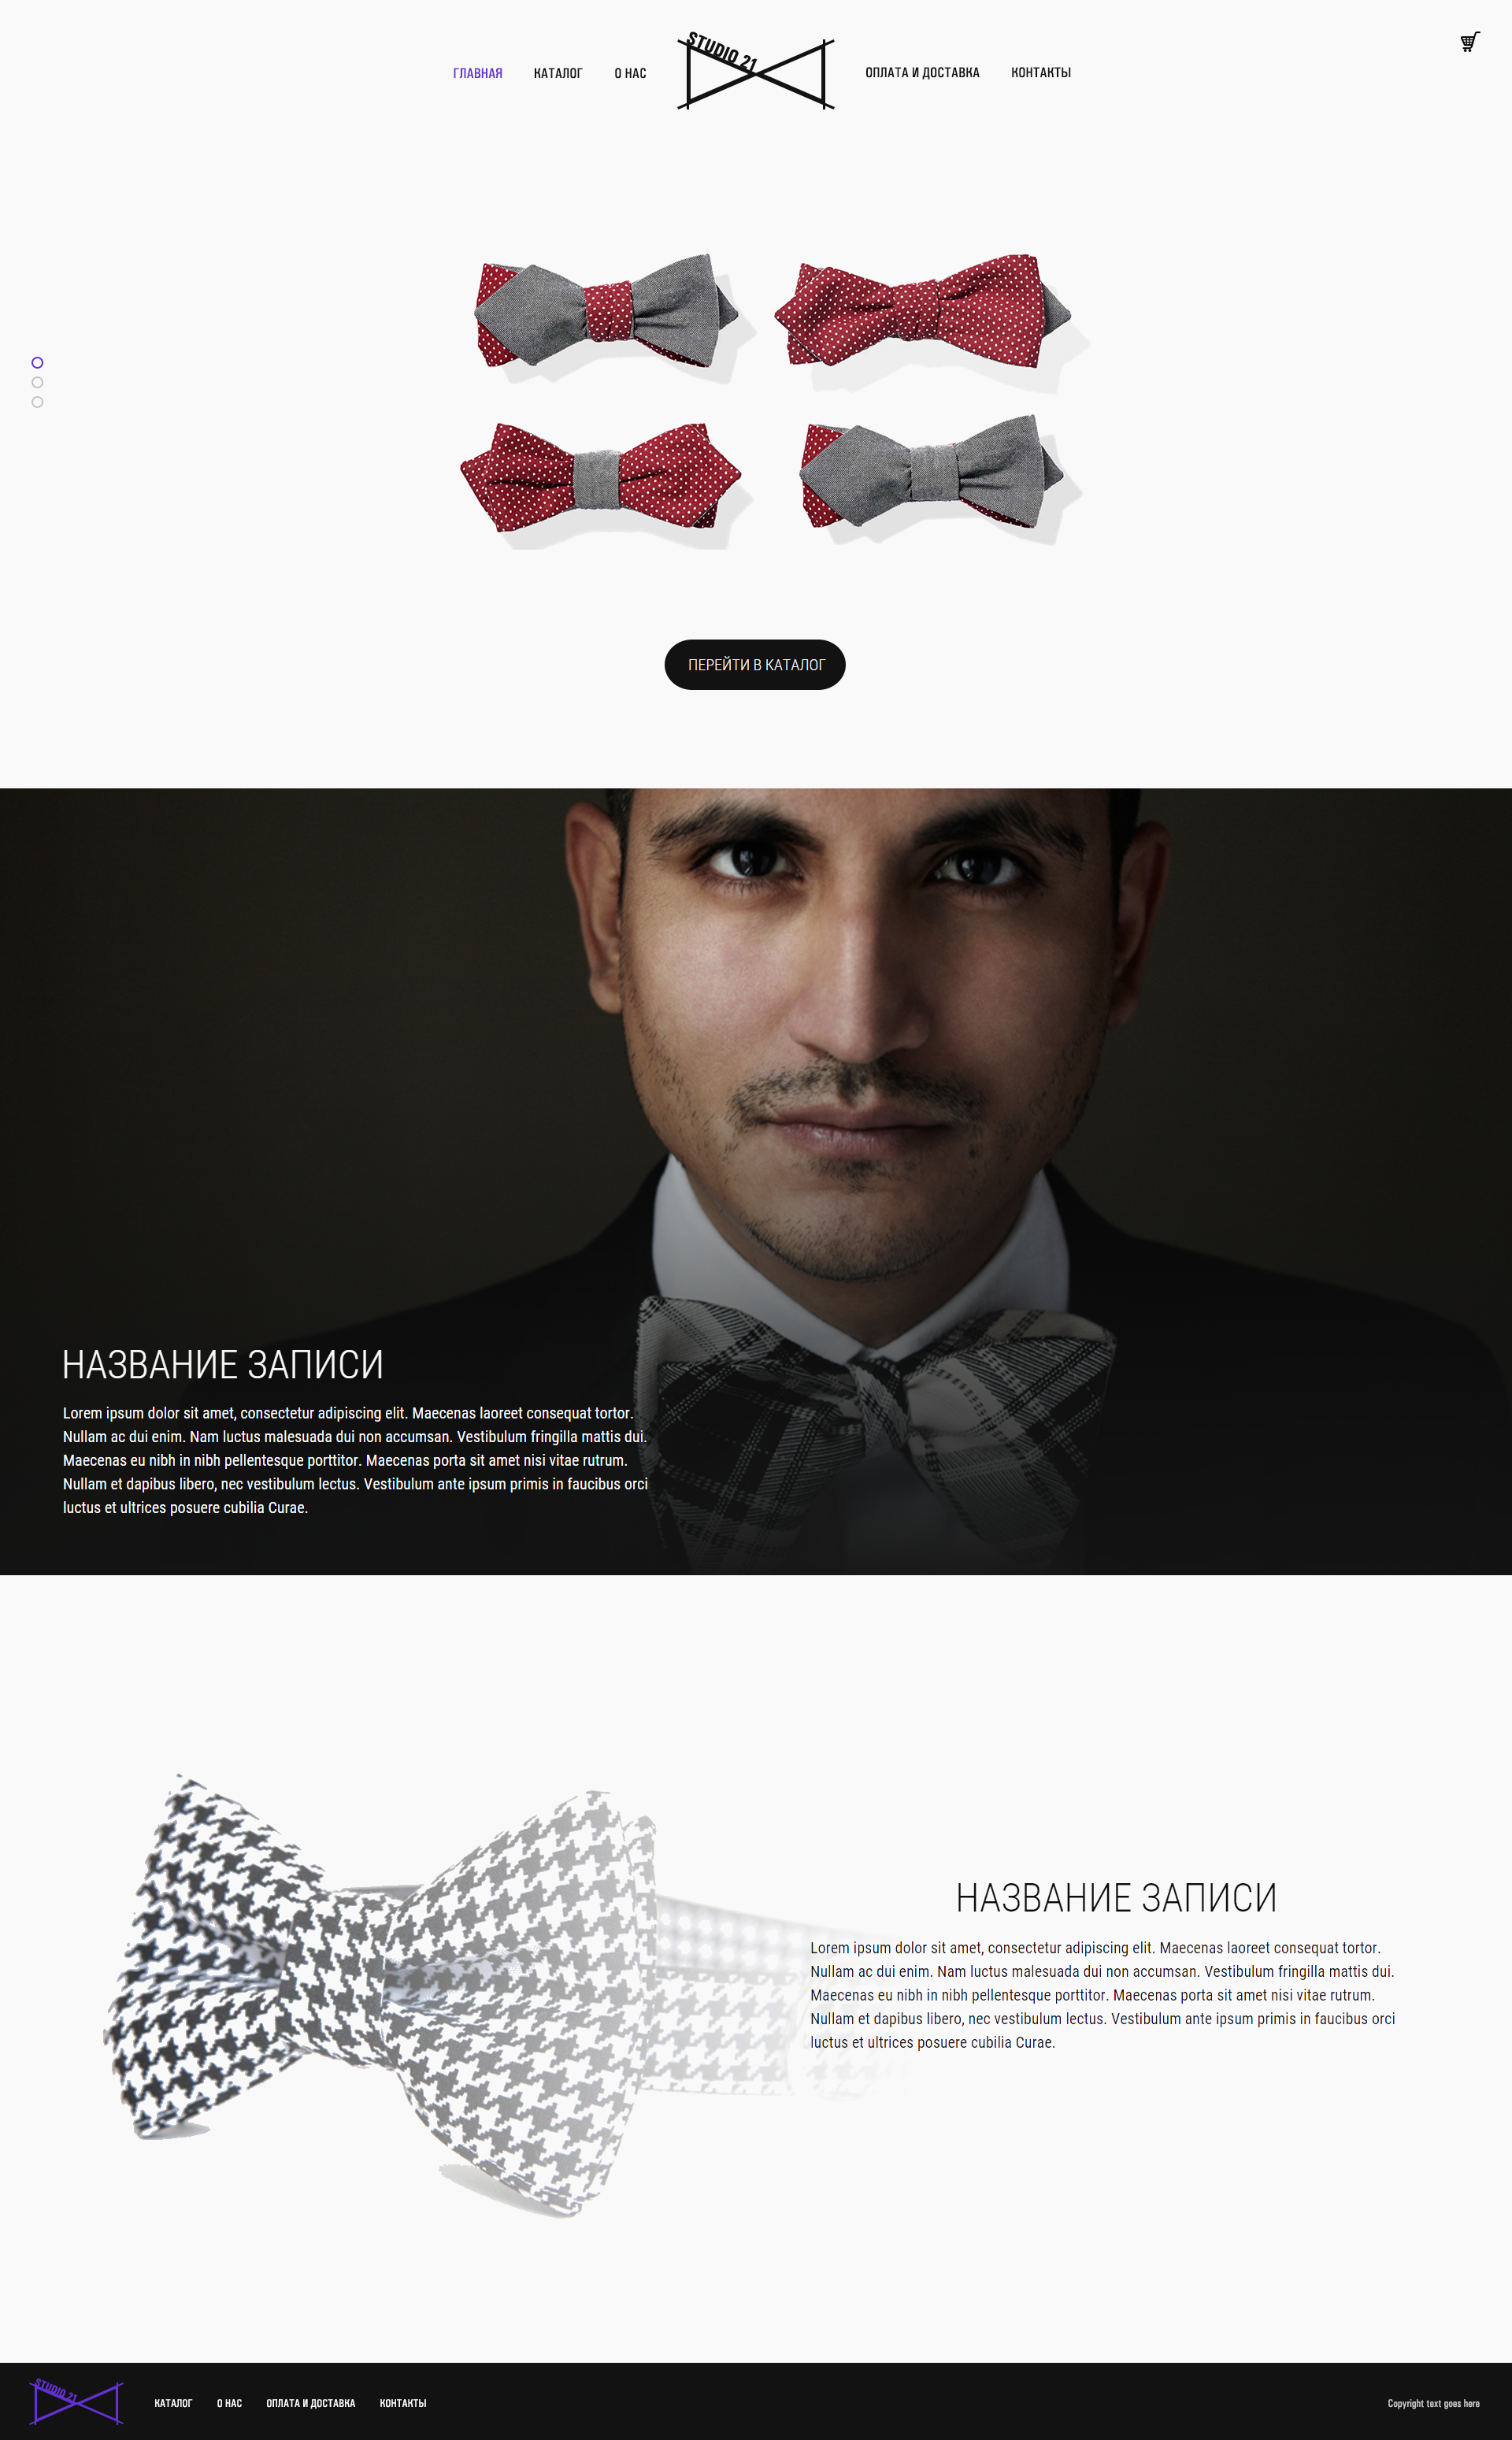 ГЛАВНАЯ КАТАЛОГ О НАС STUDIO 21 ОПЛАТА И ДОСТАВКА КОНТАКТЫ
ПЕРЕЙТИ В КАТАЛОГ
НАЗВАНИЕ ЗАПИСИ
Lorem ipsum dolor sit amet, consectetur adipiscing elit. Maecenas laoreet consequat tortor.
Nullam ac dui enim. Nam luctus malesuada dui non accumsan. Vestibulum fringilla mattis dui.
Maecenas eu nibh in nibh pellentesque porttitor. Maecenas porta sit amet nisi vitae rutrum.
Nullam et dapibus libero, nec vestibulum lectus. Vestibulum ante ipsum primis in faucibus orci
luctus et ultrices posuere cubilia Curae.
НАЗВАНИЕ ЗАПИСИ
Lorem ipsum dolor sit amet, consectetur adipiscing elit. Maecenas laoreet consequat tortor.
Nullam ac dui enim. Nam luctus malesuada dui non accumsan. Vestibulum fringilla mattis dui.
Maecenas eu nibh in nibh pellentesque porttitor. Maecenas porta sit amet nisi vitae rutrum.
Nullam et dapibus libero, nec vestibulum lectus. Vestibulum ante ipsum primis in faucibus orci
luctus et ultrices posuere cubilia Curae.
STUDIO 21 КАТАЛОГ О НАС ОПЛАТА И ДОСТАВКА КОНТАКТЫ Copyright text goes here